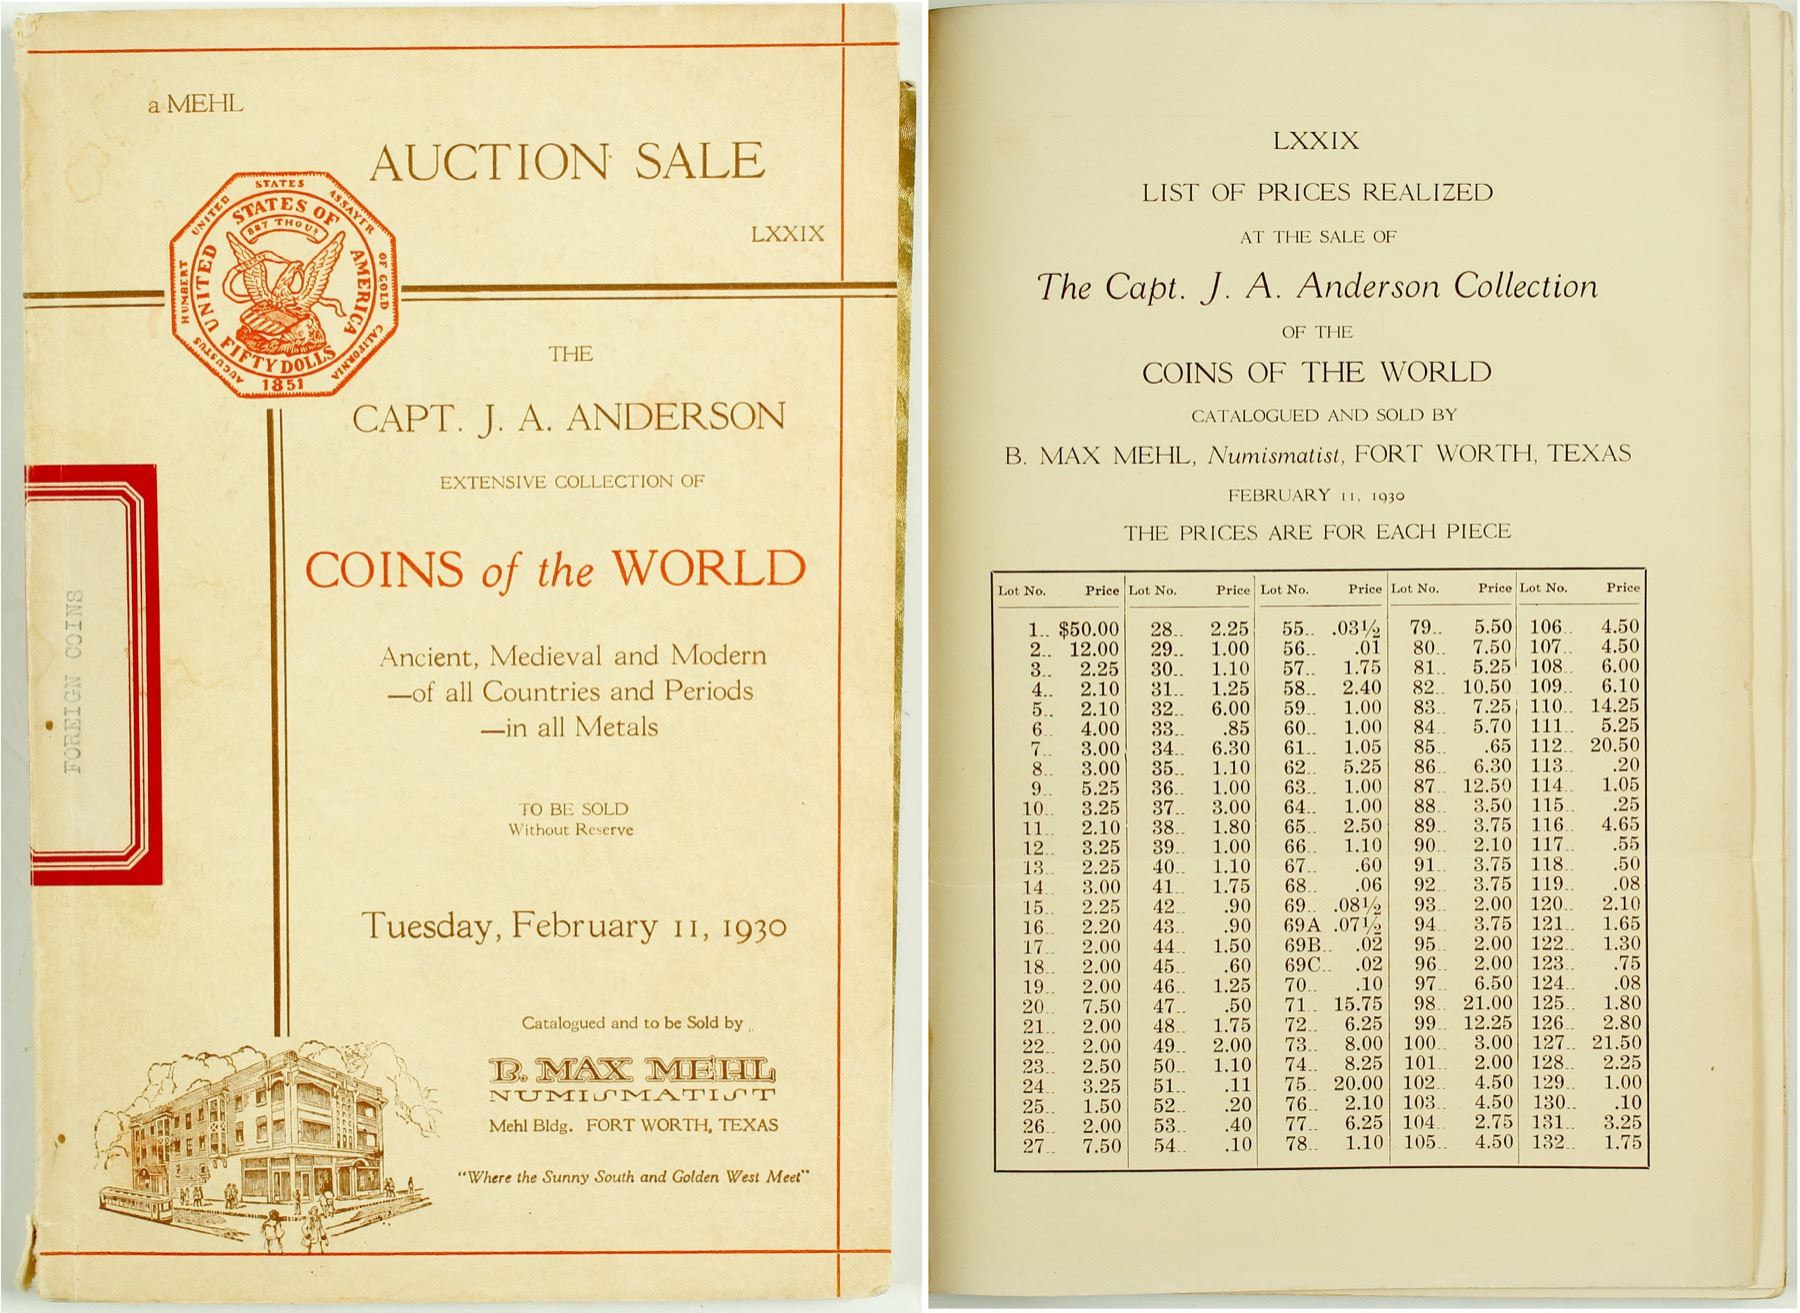 a MEHL
AUCTION SALE
LXXIX
UNITED STATES ASSAYER OF GOLD CALIFORNIA
AUGUSTUS HUMBERT
UNITED STATES OF AMERICA
887 THOUS
FIFTY DOLLS
1851
THE
CAPT. J. A. ANDERSON
EXTENSIVE COLLECTION OF
COINS of the WORLD
Ancient, Medieval and Modern
—of all Countries and Periods
—in all Metals
TO BE SOLD
Without Reserve
Tuesday, February 11, 1930
Catalogued and to be Sold by
B. MAX MEHL
NUMISMATIST
Mehl Bldg. FORT WORTH, TEXAS
"Where the Sunny South and Golden West Meet"
FOREIGN COINS
LXXIX
LIST OF PRICES REALIZED
AT THE SALE OF
The Capt. J. A. Anderson Collection
OF THE
COINS OF THE WORLD
CATALOGUED AND SOLD BY
B. MAX MEHL, Numismatist, FORT WORTH, TEXAS
FEBRUARY 11, 1930
THE PRICES ARE FOR EACH PIECE
Lot No. Price Lot No. Price Lot No. Price Lot No. Price Lot No. Price
1.. $50.00 28.. 2.25 55.. .03½ 79.. 5.50 106.. 4.50
2.. 12.00 29.. 1.00 56.. .01 80.. 7.50 107.. 4.50
3.. 2.25 30.. 1.10 57.. 1.75 81.. 5.25 108.. 6.00
4.. 2.10 31.. 1.25 58.. 2.40 82.. 10.50 109.. 6.10
5.. 2.10 32.. 6.00 59.. 1.00 83.. 7.25 110.. 14.25
6.. 4.00 33.. .85 60.. 1.00 84.. 5.70 111.. 5.25
7.. 3.00 34.. 6.30 61.. 1.05 85.. .65 112.. 20.50
8.. 3.00 35.. 1.10 62.. 5.25 86.. 6.30 113.. .20
9.. 5.25 36.. 1.00 63.. 1.00 87.. 12.50 114.. 1.05
10.. 3.25 37.. 3.00 64.. 1.00 88.. 3.50 115.. .25
11.. 2.10 38.. 1.80 65.. 2.50 89.. 3.75 116.. 4.65
12.. 3.25 39.. 1.00 66.. 1.10 90.. 2.10 117.. .55
13.. 2.25 40.. 1.10 67.. .60 91.. 3.75 118.. .50
14.. 3.00 41.. 1.75 68.. .06 92.. 3.75 119.. .08
15.. 2.25 42.. .90 69.. .08½ 93.. 2.00 120.. 2.10
16.. 2.20 43.. .90 69A .07½ 94.. 3.75 121.. 1.65
17.. 2.00 44.. 1.50 69B.. .02 95.. 2.00 122.. 1.30
18.. 2.00 45.. .60 69C.. .02 96.. 2.00 123.. .75
19.. 2.00 46.. 1.25 70.. .10 97.. 6.50 124.. .08
20.. 7.50 47.. .50 71.. 15.75 98.. 21.00 125.. 1.80
21.. 2.00 48.. 1.75 72.. 6.25 99.. 12.25 126.. 2.80
22.. 2.00 49.. 2.00 73.. 8.00 100.. 3.00 127.. 21.50
23.. 2.50 50.. 1.10 74.. 8.25 101.. 2.00 128.. 2.25
24.. 3.25 51.. .11 75.. 20.00 102.. 4.50 129.. 1.00
25.. 1.50 52.. .20 76.. 2.10 103.. 4.50 130.. .10
26.. 2.00 53.. .40 77.. 6.25 104.. 2.75 131.. 3.25
27.. 7.50 54.. .10 78.. 1.10 105.. 4.50 132.. 1.75